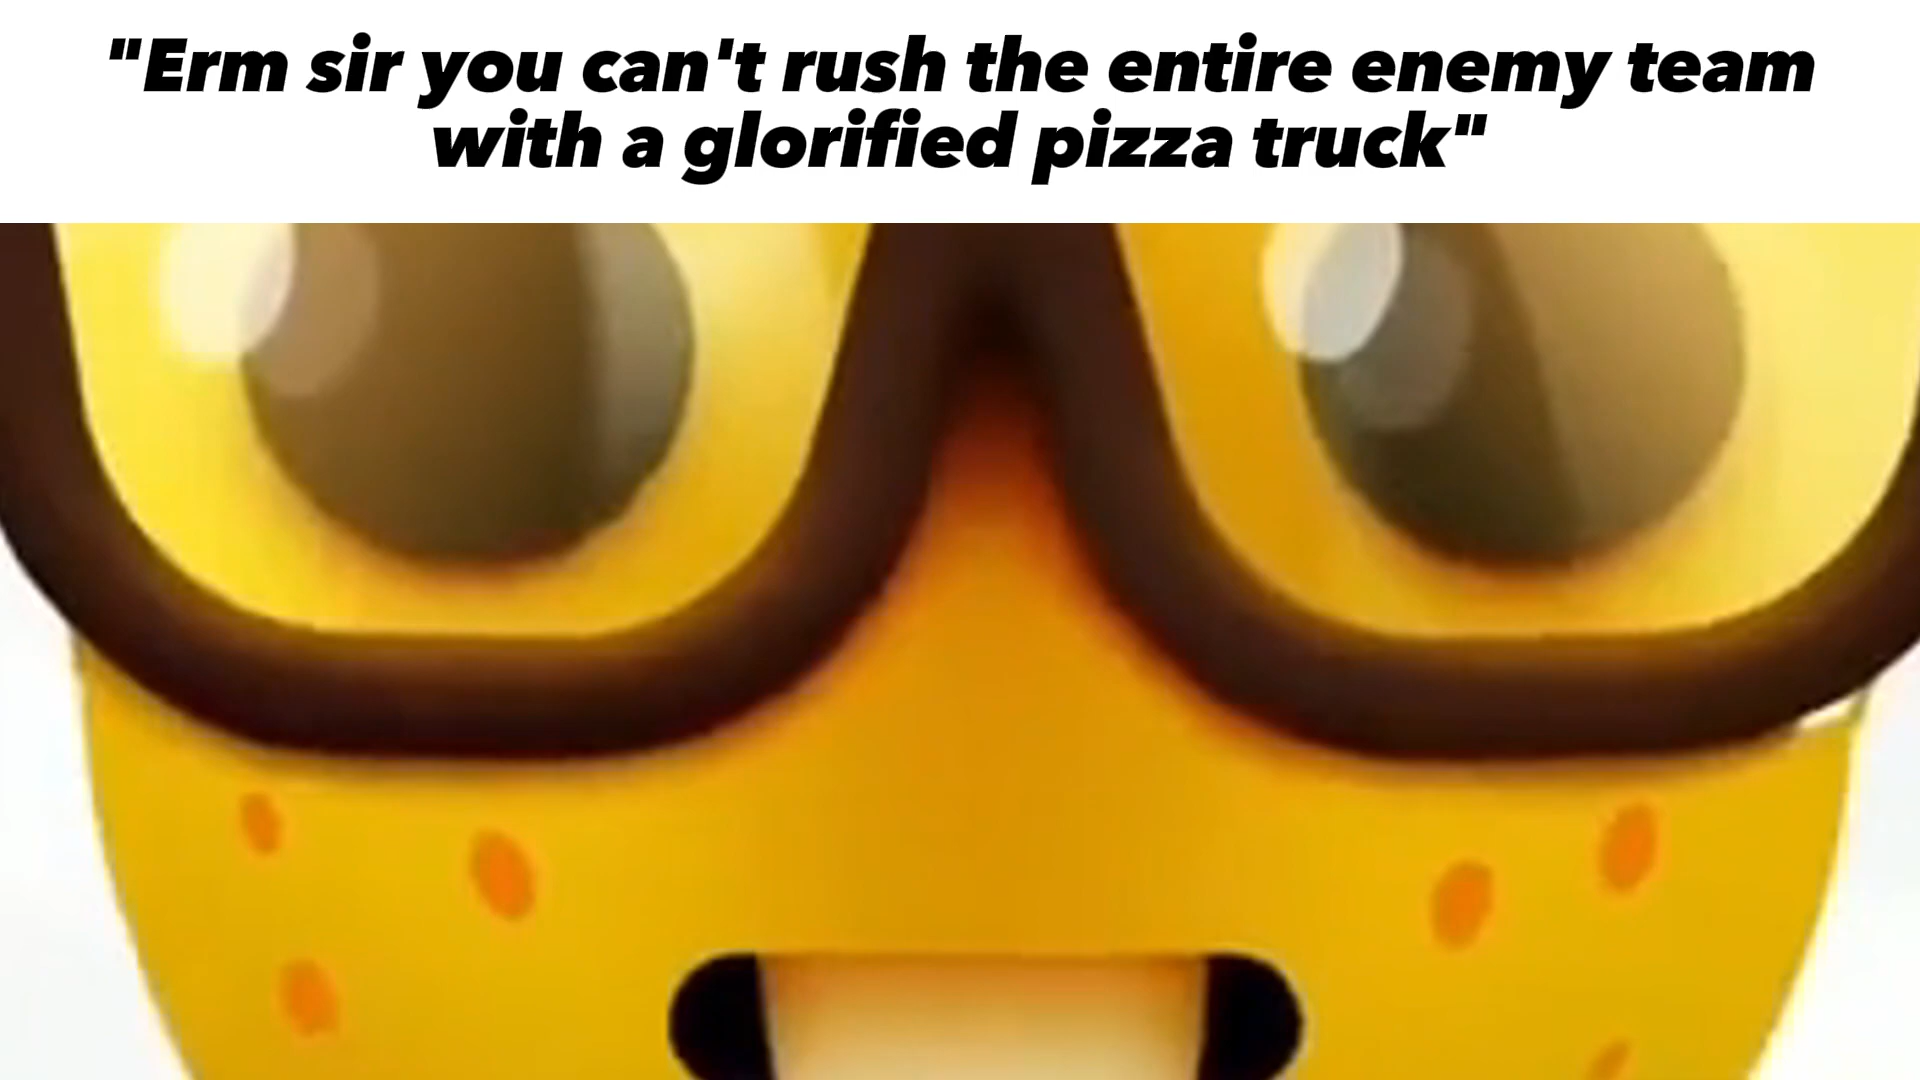 "Erm sir you can't rush the entire enemy team
with a glorified pizza truck"